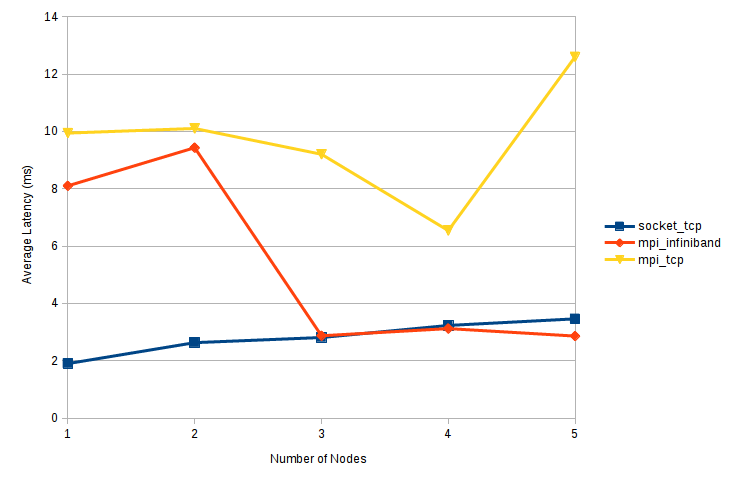 14
12
10
8
6
4
2
0
Average Latency (ms)
1 2 3 4 5
Number of Nodes
socket_tcp
mpi_infiniband
mpi_tcp